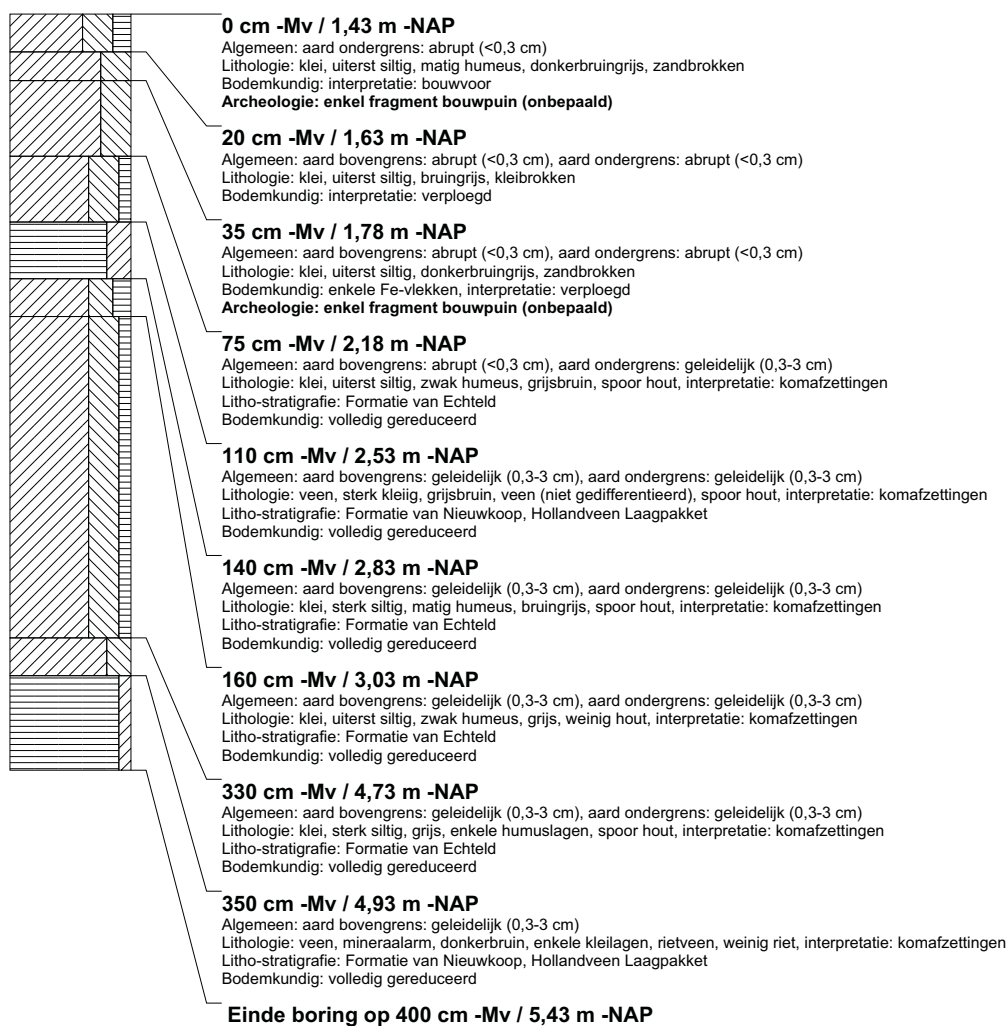 0 cm -Mv / 1,43 m -NAP
Algemeen: aard ondergrens: abrupt (<0,3 cm)
Lithologie: klei, uiterst siltig, matig humeus, donkerbruingrijs, zandbrokken
Bodemkundig: interpretatie: bouwvoor
Archeologie: enkel fragment bouwpuin (onbepaald)
20 cm -Mv / 1,63 m -NAP
Algemeen: aard bovengrens: abrupt (<0,3 cm), aard ondergrens: abrupt (<0,3 cm)
Lithologie: klei, uiterst siltig, bruingrijs, kleibrokken
Bodemkundig: interpretatie: verploegd
35 cm -Mv / 1,78 m -NAP
Algemeen: aard bovengrens: abrupt (<0,3 cm), aard ondergrens: abrupt (<0,3 cm)
Lithologie: klei, uiterst siltig, donkerbruingrijs, zandbrokken
Bodemkundig: enkele Fe-vlekken, interpretatie: verploegd
Archeologie: enkel fragment bouwpuin (onbepaald)
75 cm -Mv / 2,18 m -NAP
Algemeen: aard bovengrens: abrupt (<0,3 cm), aard ondergrens: geleidelijk (0,3-3 cm)
Lithologie: klei, uiterst siltig, zwak humeus, grijsbruin, spoor hout, interpretatie: komafzettingen
Litho-stratigrafie: Formatie van Echteld
Bodemkundig: volledig gereduceerd
110 cm -Mv / 2,53 m -NAP
Algemeen: aard bovengrens: geleidelijk (0,3-3 cm), aard ondergrens: geleidelijk (0,3-3 cm)
Lithologie: veen, sterk kleiig, grijsbruin, veen (niet gedifferentieerd), spoor hout, interpretatie: komafzettingen
Litho-stratigrafie: Formatie van Nieuwkoop, Hollandveen Laagpakket
Bodemkundig: volledig gereduceerd
140 cm -Mv / 2,83 m -NAP
Algemeen: aard bovengrens: geleidelijk (0,3-3 cm), aard ondergrens: geleidelijk (0,3-3 cm)
Lithologie: klei, sterk siltig, matig humeus, bruingrijs, spoor hout, interpretatie: komafzettingen
Litho-stratigrafie: Formatie van Echteld
Bodemkundig: volledig gereduceerd
160 cm -Mv / 3,03 m -NAP
Algemeen: aard bovengrens: geleidelijk (0,3-3 cm), aard ondergrens: geleidelijk (0,3-3 cm)
Lithologie: klei, uiterst siltig, zwak humeus, grijs, weinig hout, interpretatie: komafzettingen
Litho-stratigrafie: Formatie van Echteld
Bodemkundig: volledig gereduceerd
330 cm -Mv / 4,73 m -NAP
Algemeen: aard bovengrens: geleidelijk (0,3-3 cm), aard ondergrens: geleidelijk (0,3-3 cm)
Lithologie: klei, sterk siltig, grijs, enkele humuslagen, spoor hout, interpretatie: komafzettingen
Litho-stratigrafie: Formatie van Echteld
Bodemkundig: volledig gereduceerd
350 cm -Mv / 4,93 m -NAP
Algemeen: aard bovengrens: geleidelijk (0,3-3 cm)
Lithologie: veen, mineraalarm, donkerbruin, enkele kleilagen, rietveen, weinig riet, interpretatie: komafzettingen
Litho-stratigrafie: Formatie van Nieuwkoop, Hollandveen Laagpakket
Bodemkundig: volledig gereduceerd
Einde boring op 400 cm -Mv / 5,43 m -NAP